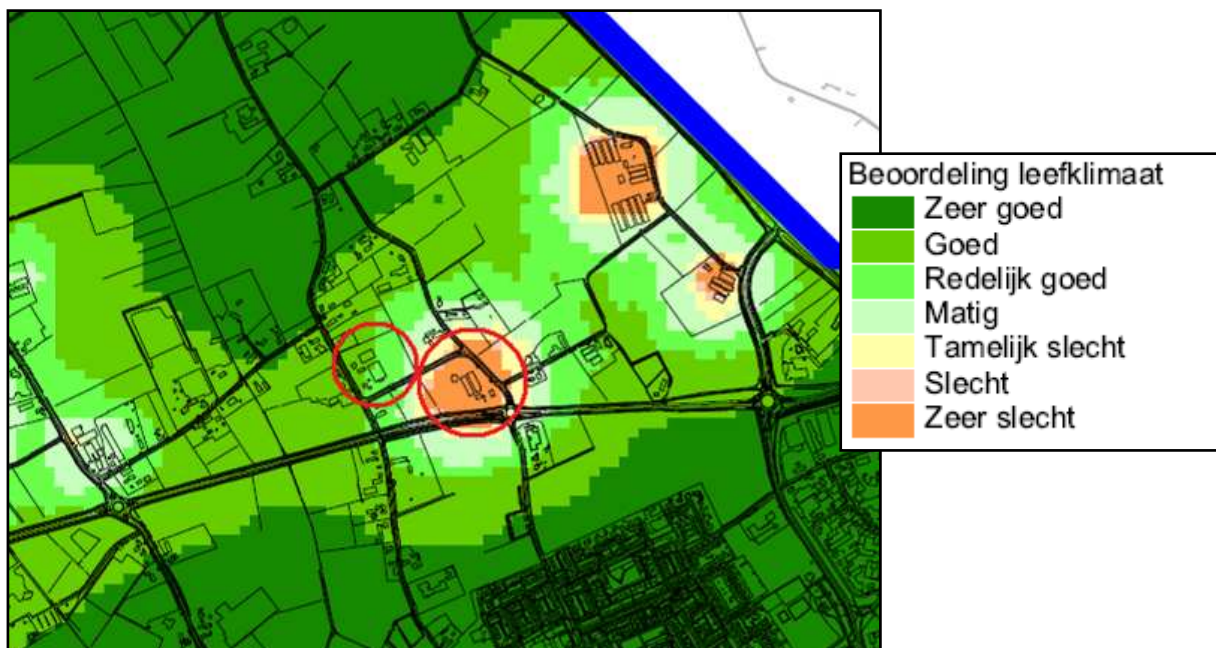 Beoordeling leefklimaat
Zeer goed
Goed
Redelijk goed
Matig
Tamelijk slecht
Slecht
Zeer slecht